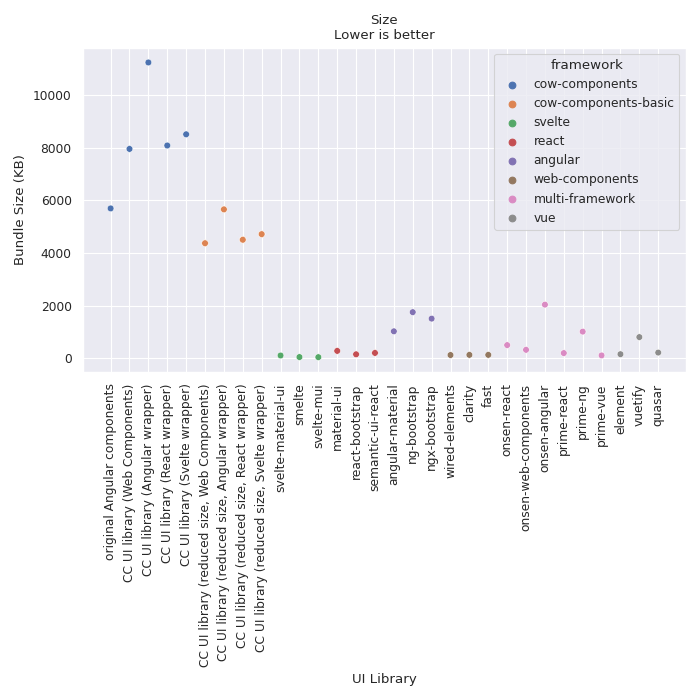 Size
Lower is better
Bundle Size (KB)
10000
8000
6000
4000
2000
0
framework
cow-components
cow-components-basic
svelte
react
angular
web-components
multi-framework
vue
original Angular components
CC UI library (Web Components)
CC UI library (Angular wrapper)
CC UI library (React wrapper)
CC UI library (Svelte wrapper)
CC UI library (reduced size, Web Components)
CC UI library (reduced size, Angular wrapper)
CC UI library (reduced size, React wrapper)
CC UI library (reduced size, Svelte wrapper)
svelte-material-ui
smelte
svelte-mui
material-ui
react-bootstrap
semantic-ui-react
angular-material
ng-bootstrap
ngx-bootstrap
wired-elements
clarity
fast
onsen-react
onsen-web-components
onsen-angular
prime-react
prime-ng
prime-vue
element
vuetify
quasar
UI Library